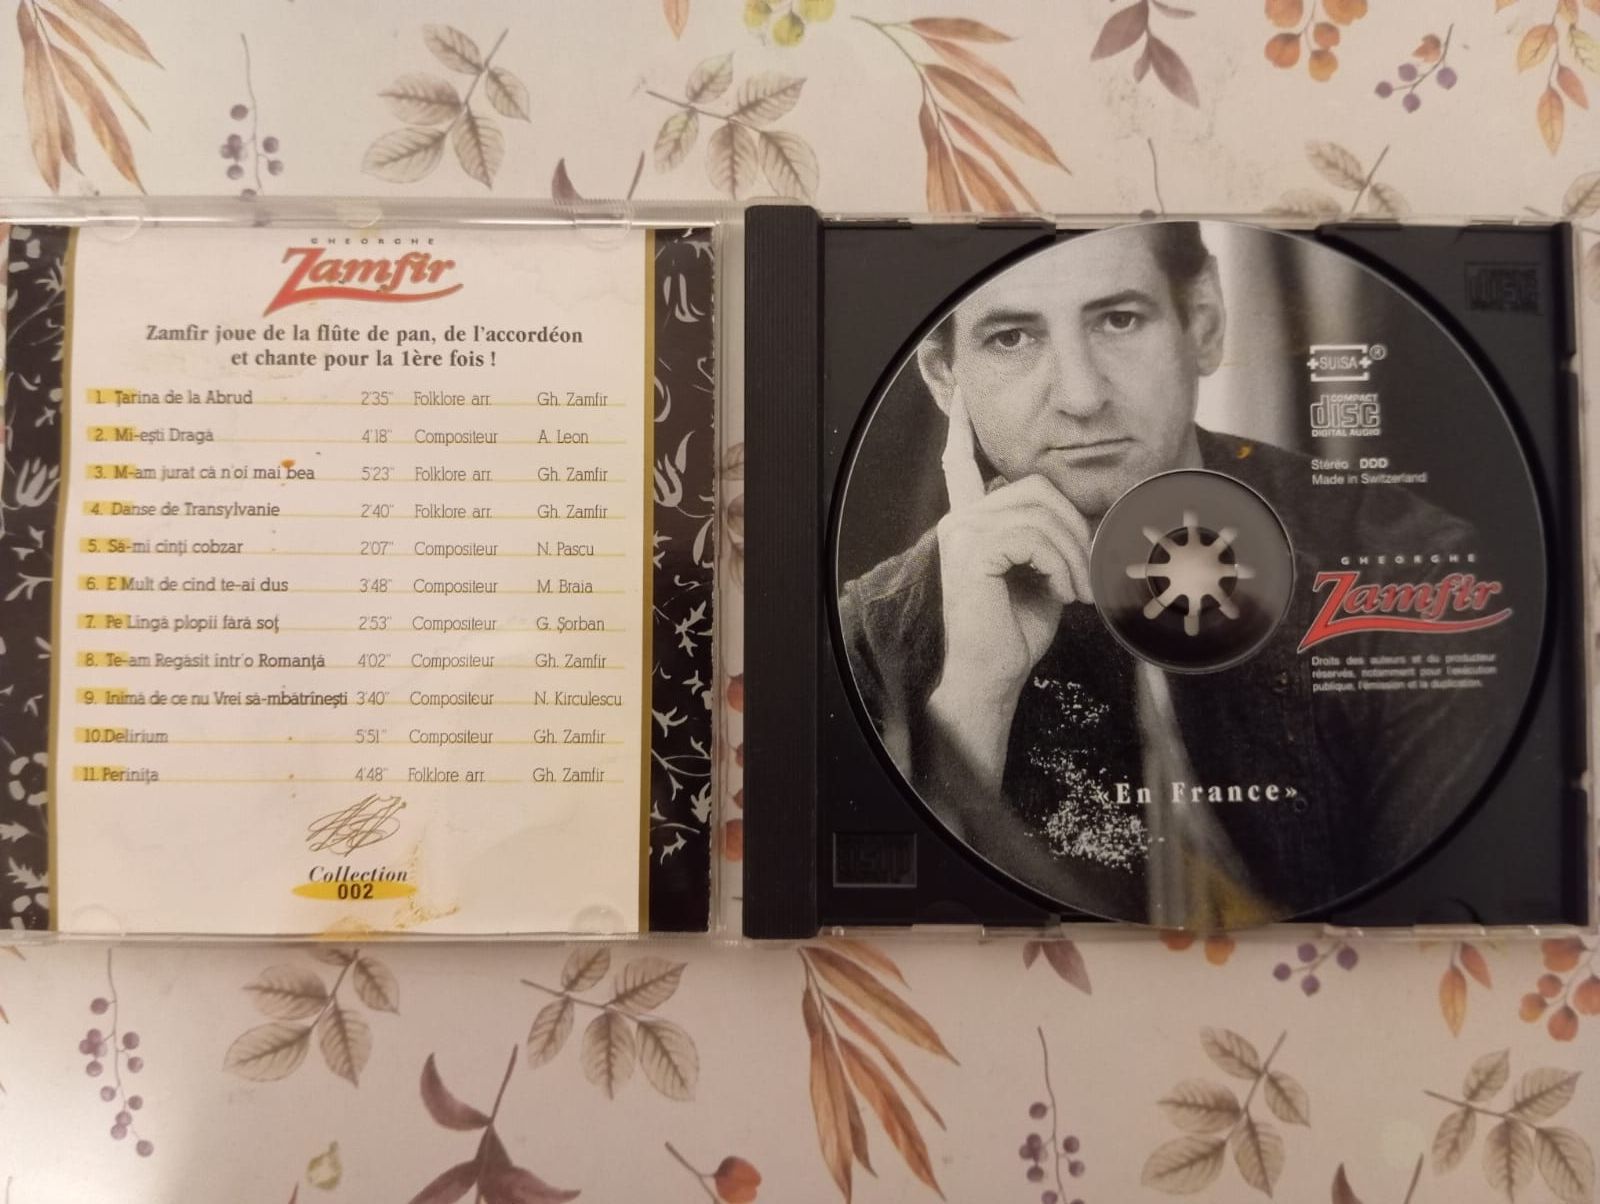 GHEORGHE
Zamfir
Zamfir joue de la flûte de pan, de l'accordéon
et chante pour la 1ère fois !
1. Ţarina de la Abrud 2'35" Folklore arr. Gh. Zamfir
2. Mi-eşti Dragă 4'18" Compositeur A. Leon
3. M-am jurat că n'oi mai bea 5'23" Folklore arr. Gh. Zamfir
4. Danse de Transylvanie 2'40" Folklore arr. Gh. Zamfir
5. Să-mi cinţi cobzar 2'07" Compositeur N. Pascu
6. E Mult de cind te-ai dus 3'48" Compositeur M. Braia
7. Pe Lingă plopii fără soţ 2'53" Compositeur G. Şorban
8. Te-am Regăsit intr'o Romanţă 4'02" Compositeur Gh. Zamfir
9. Inimă de ce nu Vrei să-mbătrîneşti 3'40" Compositeur N. Kirculescu
10.Delirium 5'51" Compositeur Gh. Zamfir
11. Periniţa 4'48" Folklore arr. Gh. Zamfir
Collection
002
SUISA ®
COMPACT
disc
DIGITAL AUDIO
Stéréo DDD
Made in Switzerland
GHEORGHE
Zamfir
Droits des auteurs et du producteur
réservés, notamment pour l'exécution
publique, l'émission et la duplication.
«En France»